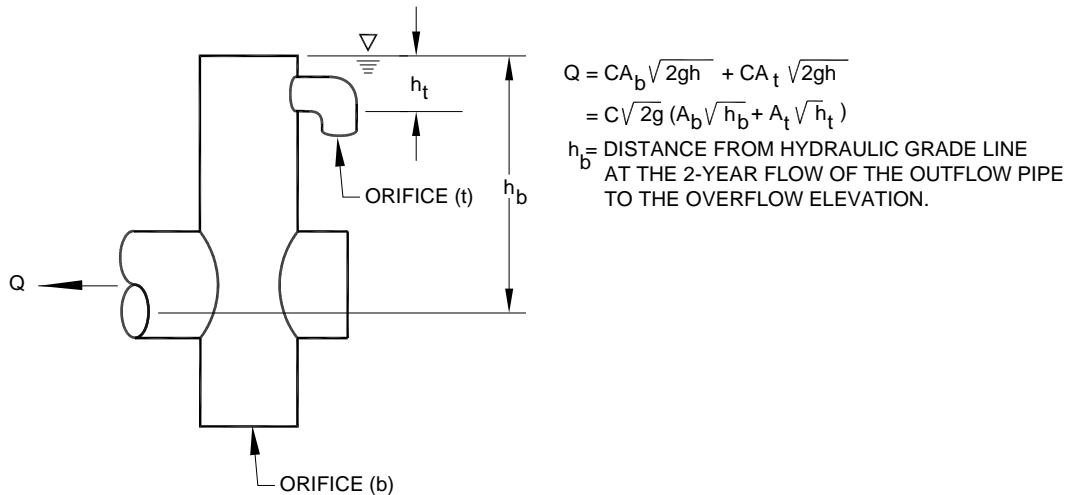 h_t
ORIFICE (t)
h_b
Q
ORIFICE (b)
Q = CA_b√2gh + CA_t √2gh
= C√2g (A_b√h_b + A_t√h_t)
h_b = DISTANCE FROM HYDRAULIC GRADE LINE
AT THE 2-YEAR FLOW OF THE OUTFLOW PIPE
TO THE OVERFLOW ELEVATION.